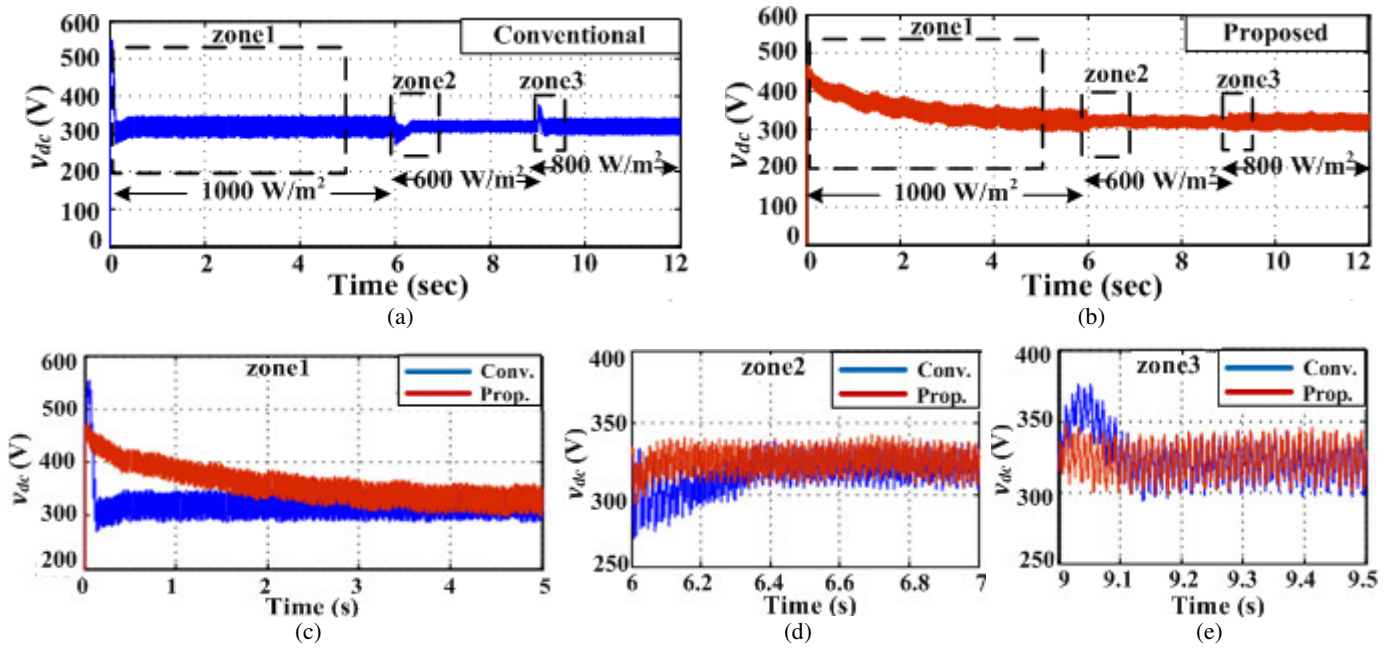 600
500
400
300
200
100
0
v_dc (V)
zone1
Conventional
zone2
zone3
1000 W/m²
600 W/m²
800 W/m²
0 2 4 6 8 10 12
Time (sec)
(a)
600
500
400
300
200
100
0
v_dc (V)
zone1
Proposed
zone2
zone3
1000 W/m²
600 W/m²
800 W/m²
0 2 4 6 8 10 12
Time (sec)
(b)
600
500
400
300
200
v_dc (V)
zone1
Conv.
Prop.
0 1 2 3 4 5
Time (s)
(c)
400
350
300
250
v_dc (V)
zone2
Conv.
Prop.
6 6.2 6.4 6.6 6.8 7
Time (s)
(d)
400
350
300
250
v_dc (V)
zone3
Conv.
Prop.
9 9.1 9.2 9.3 9.4 9.5
Time (s)
(e)